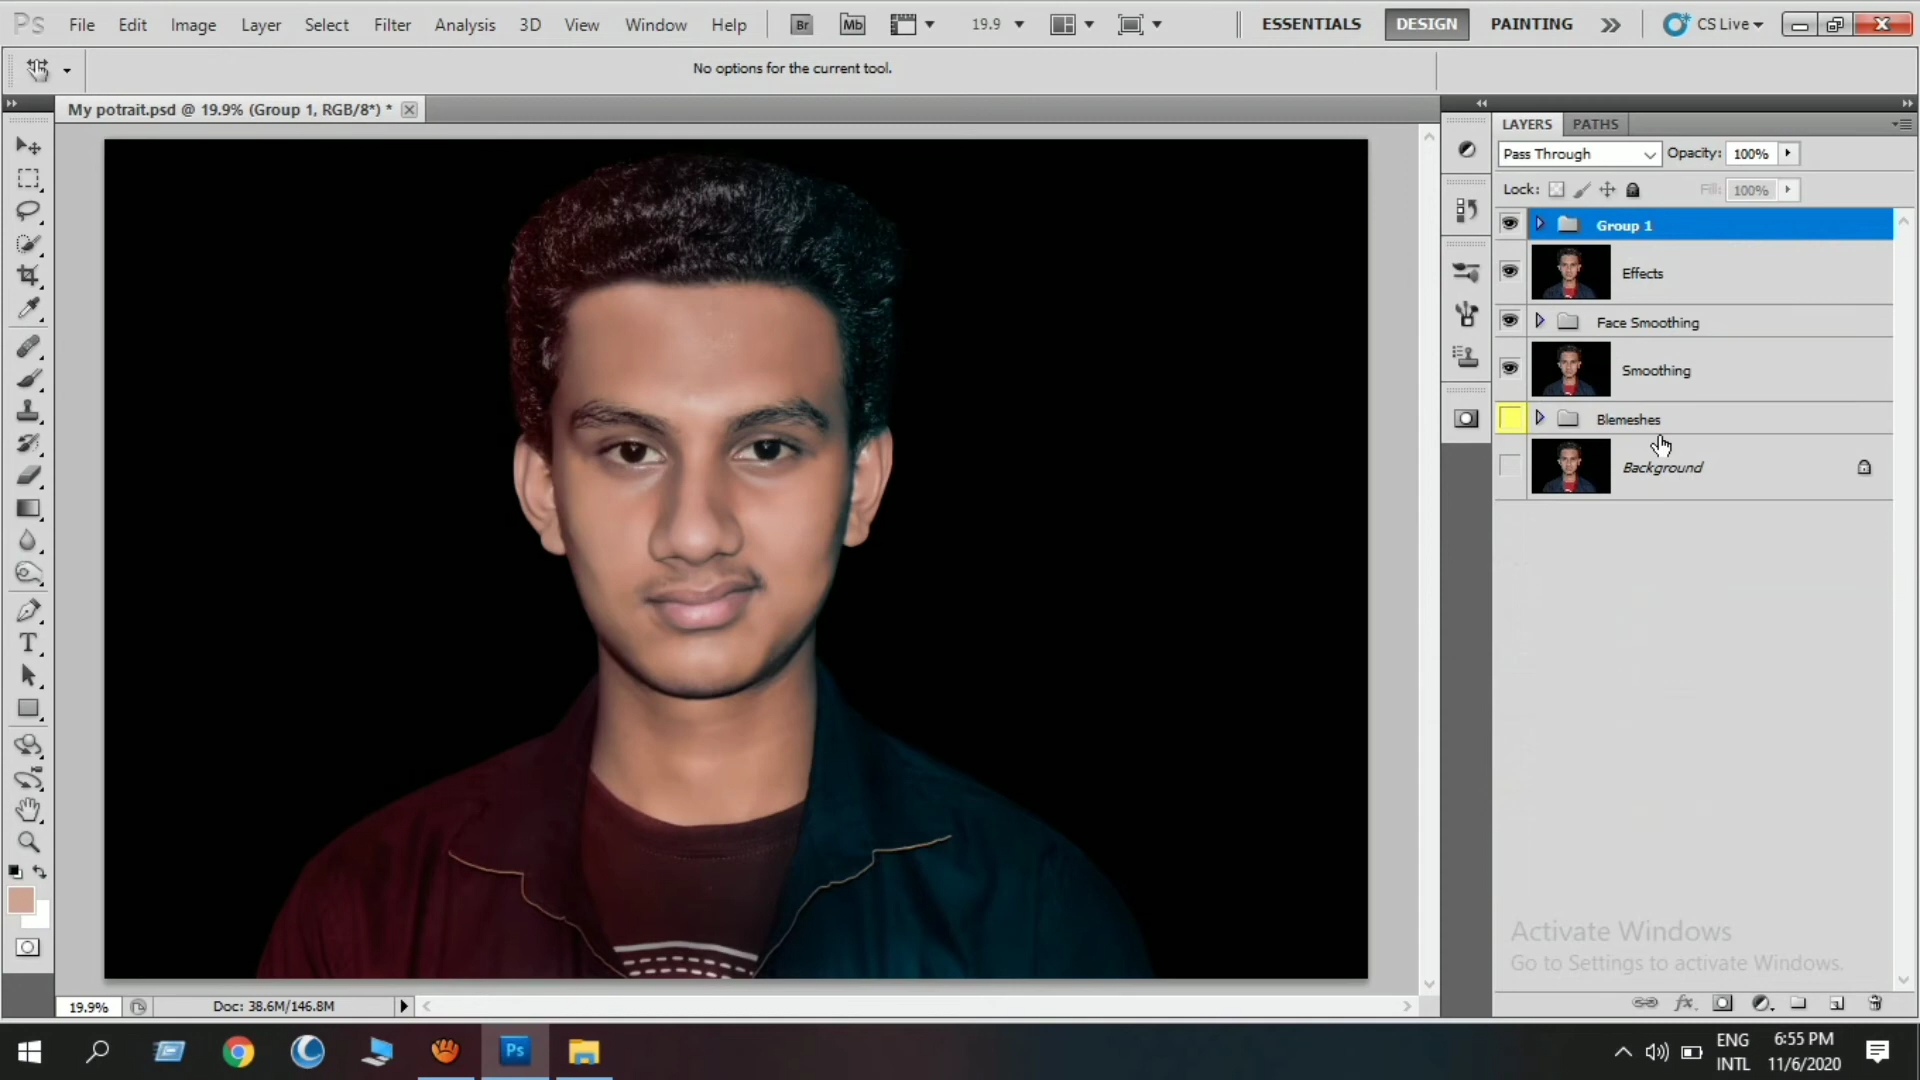 Ps File Edit Image Layer Select Filter Analysis 3D View Window Help Br Mb 19.9 ESSENTIALS DESIGN PAINTING CS Live
No options for the current tool.
My potrait.psd @ 19.9% (Group 1, RGB/8*) *
LAYERS PATHS
Pass Through Opacity: 100%
Lock: Fill: 100%
Group 1
Effects
Face Smoothing
Smoothing
Blemeshes
Background
Activate Windows
Go to Settings to activate Windows.
19.9% Doc: 38.6M/146.8M
Ps
ENG 6:55 PM
INTL 11/6/2020